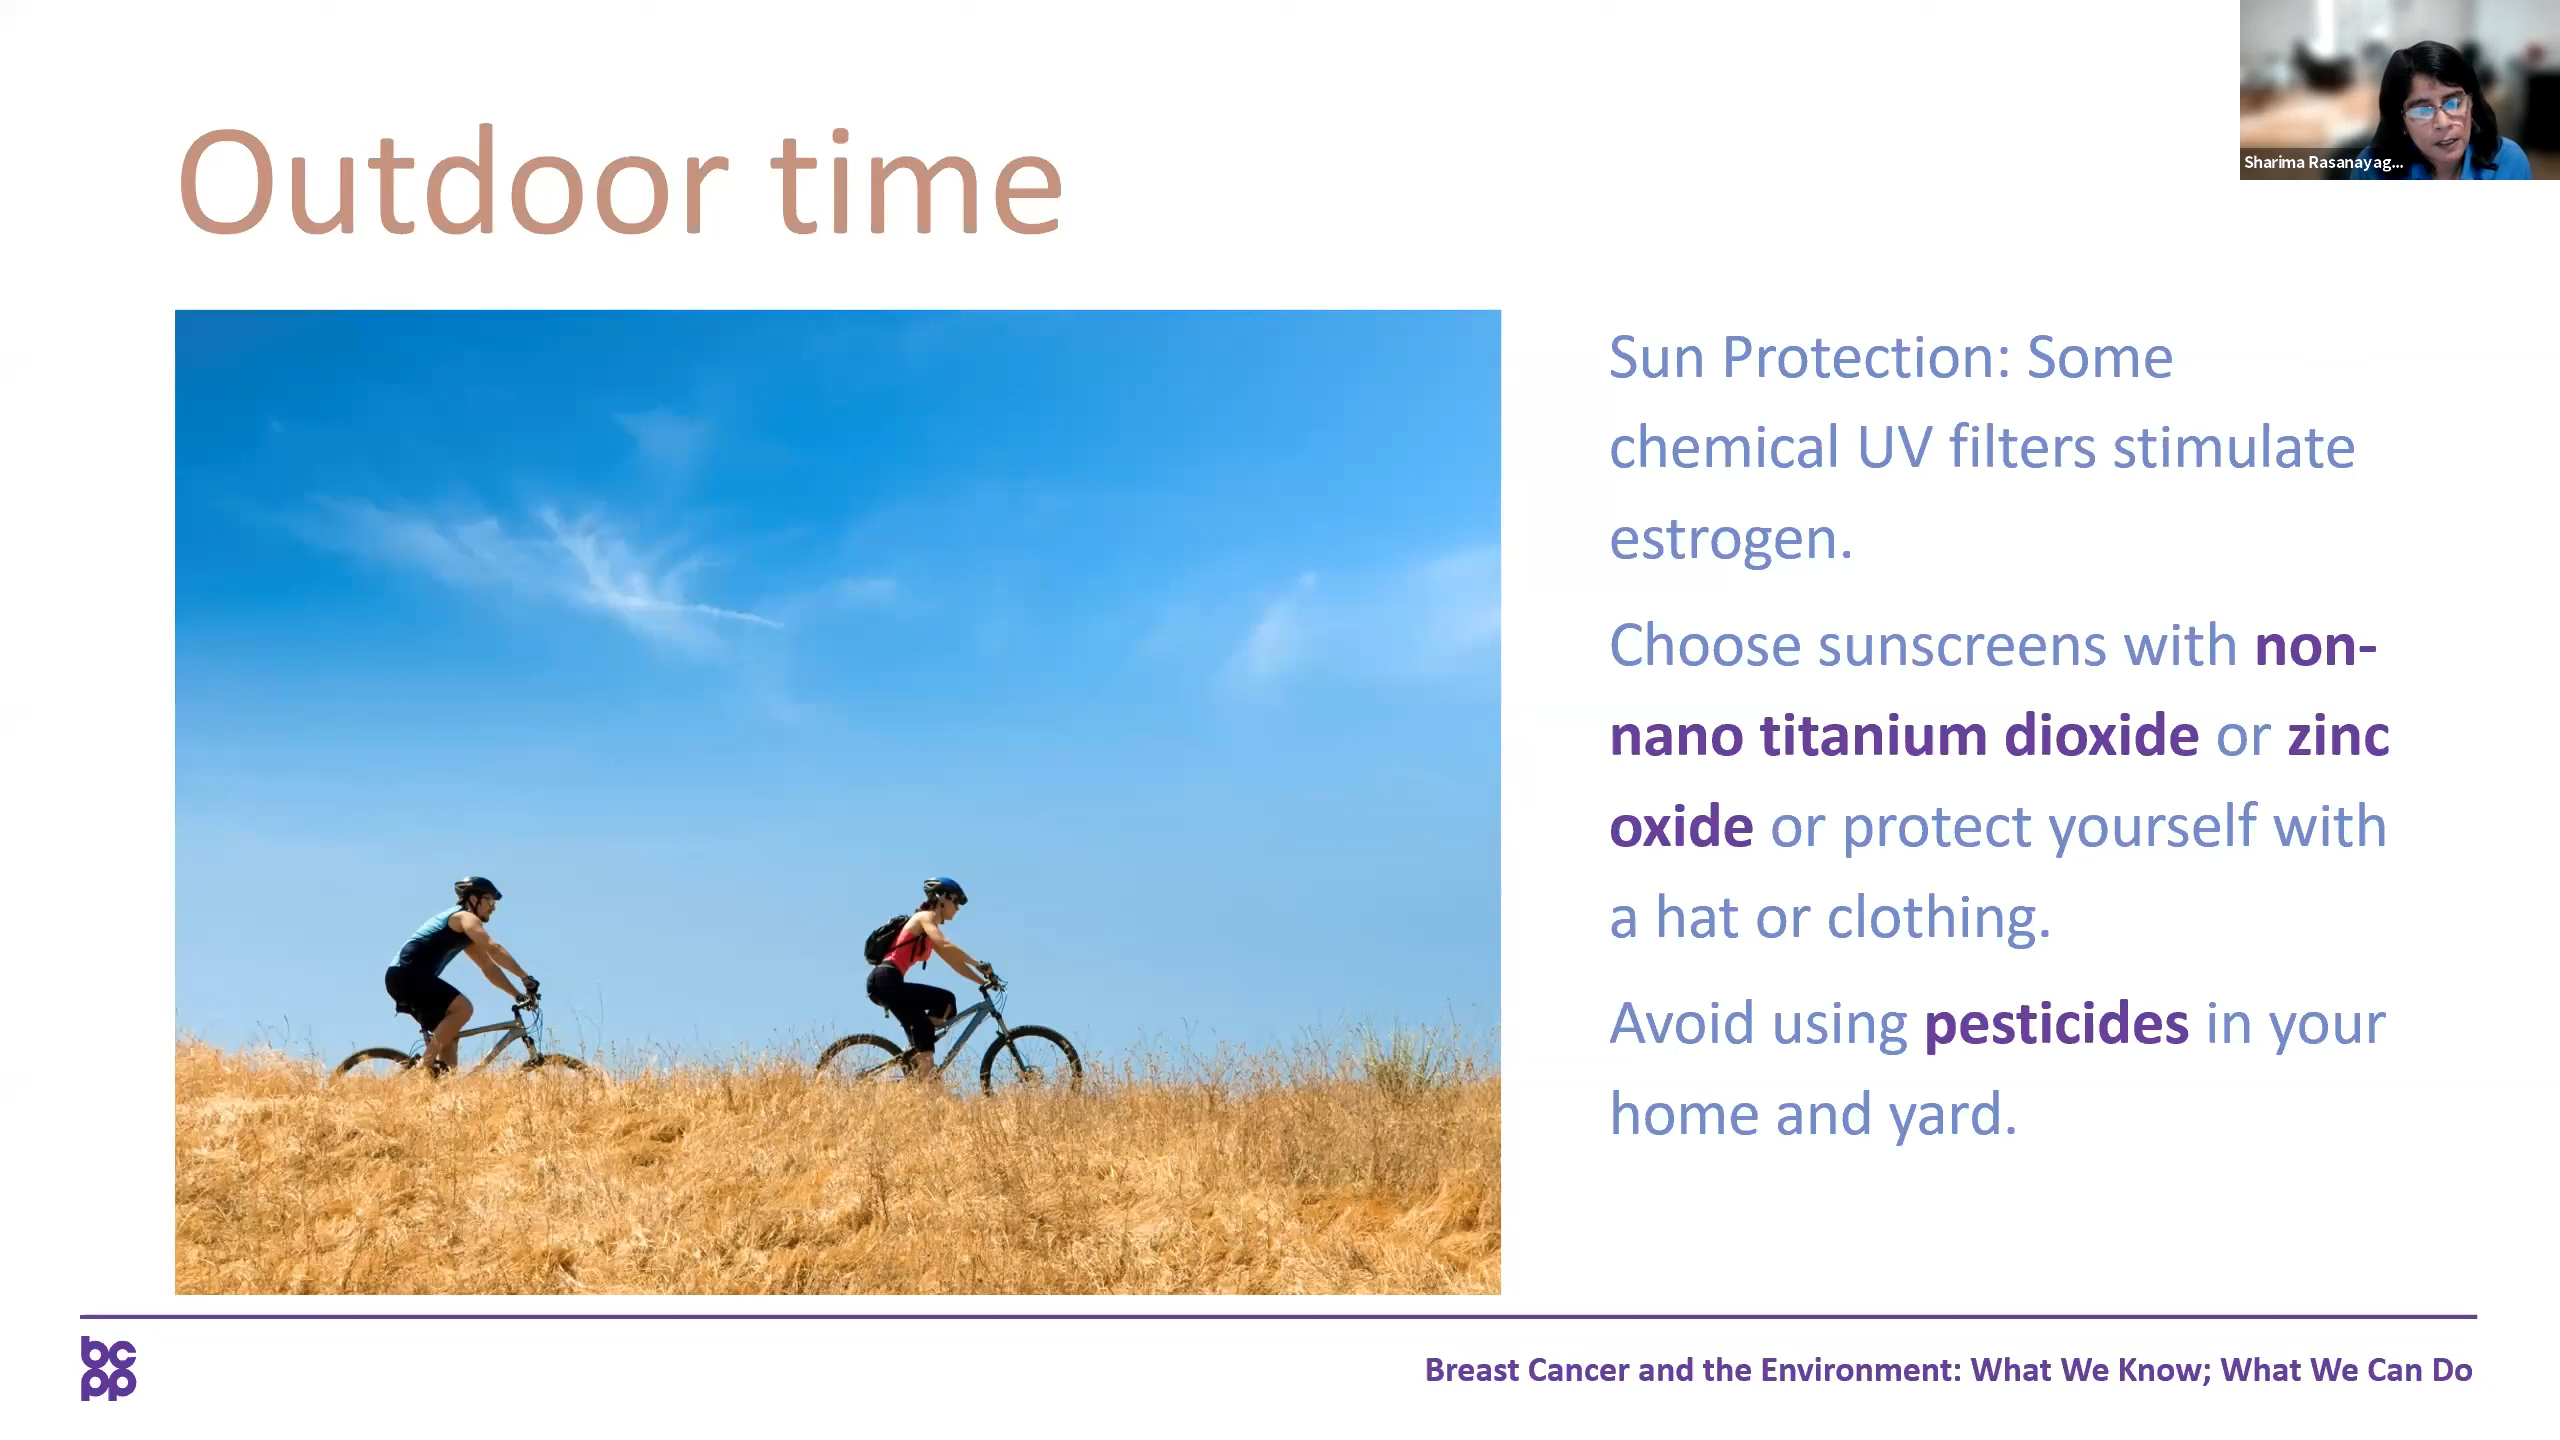 Sharima Rasanayag...
Outdoor time
Sun Protection: Some
chemical UV filters stimulate
estrogen.
Choose sunscreens with non-
nano titanium dioxide or zinc
oxide or protect yourself with
a hat or clothing.
Avoid using pesticides in your
home and yard.
bc
pp
Breast Cancer and the Environment: What We Know; What We Can Do